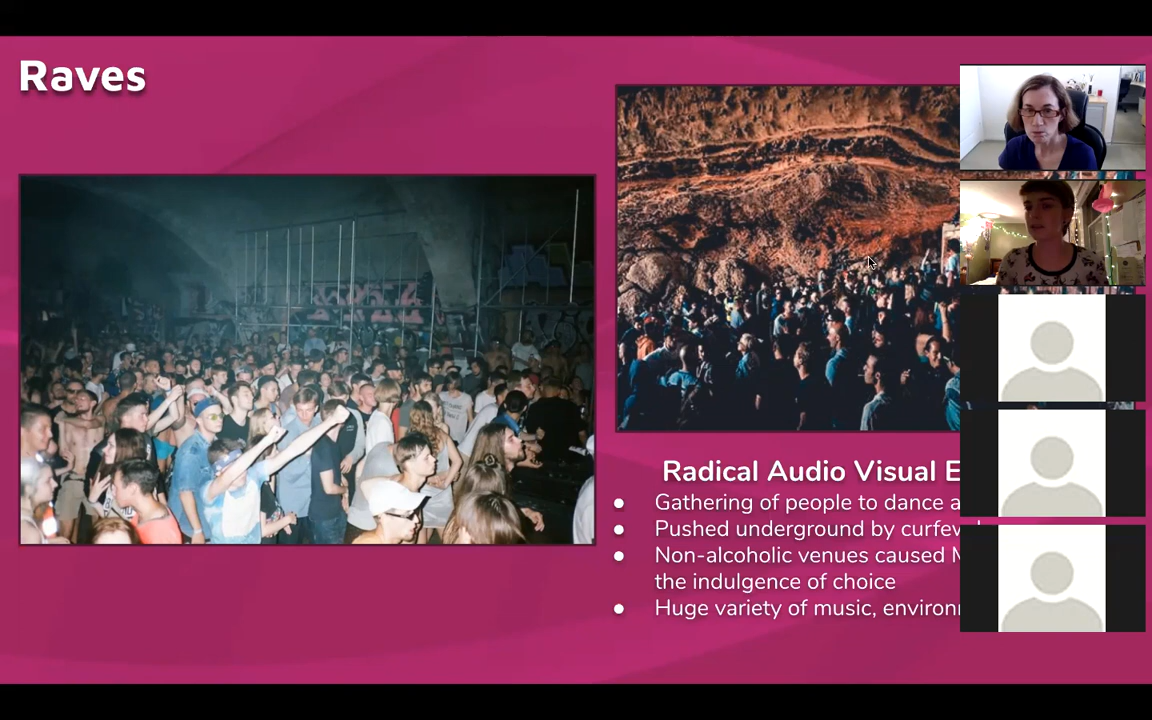 Raves
Radical Audio Visual E
Gathering of people to dance a
Pushed underground by curfew
Non-alcoholic venues caused
the indulgence of choice
Huge variety of music, environ